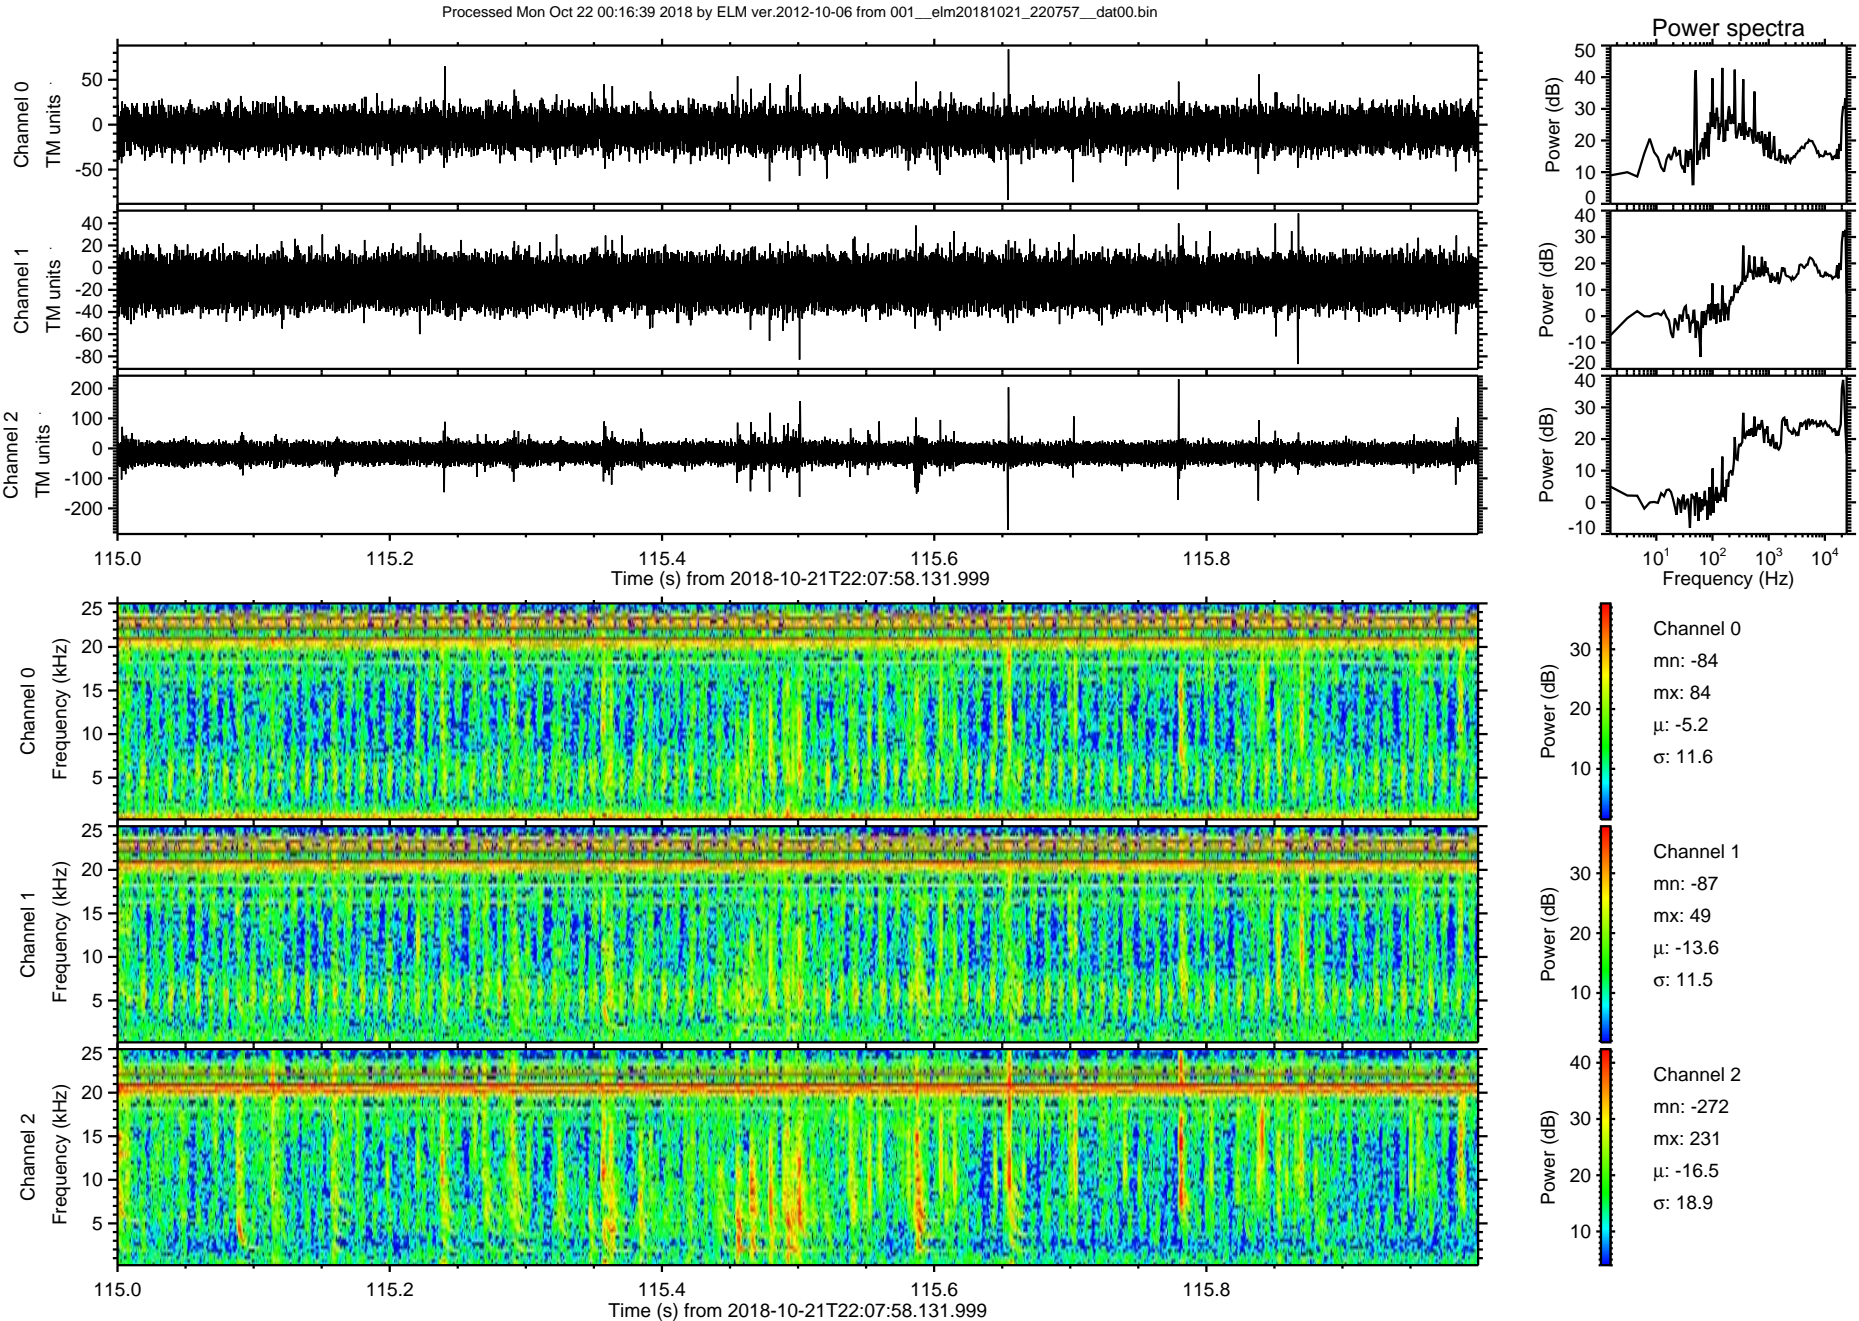 Processed Mon Oct 22 00:16:39 2018 by ELM ver.2012-10-06 from 001__elm20181021_220757__dat00.bin
Power spectra
Channel 0
TM units
50
0
-50
Power (dB)
50
40
30
20
10
0
Channel 1
TM units
40
20
0
-20
-40
-60
-80
Power (dB)
40
30
20
10
0
-10
-20
Channel 2
TM units
200
100
0
-100
-200
Power (dB)
40
30
20
10
0
-10
115.0 115.2 115.4 115.6 115.8
Time (s) from 2018-10-21T22:07:58.131.999
10¹ 10² 10³ 10⁴
Frequency (Hz)
Channel 0
Frequency (kHz)
25
20
15
10
5
Power (dB)
30
20
10
Channel 0
mn: -84
mx: 84
μ: -5.2
σ: 11.6
Channel 1
Frequency (kHz)
25
20
15
10
5
Power (dB)
30
20
10
Channel 1
mn: -87
mx: 49
μ: -13.6
σ: 11.5
Channel 2
Frequency (kHz)
25
20
15
10
5
Power (dB)
40
30
20
10
Channel 2
mn: -272
mx: 231
μ: -16.5
σ: 18.9
115.0 115.2 115.4 115.6 115.8
Time (s) from 2018-10-21T22:07:58.131.999